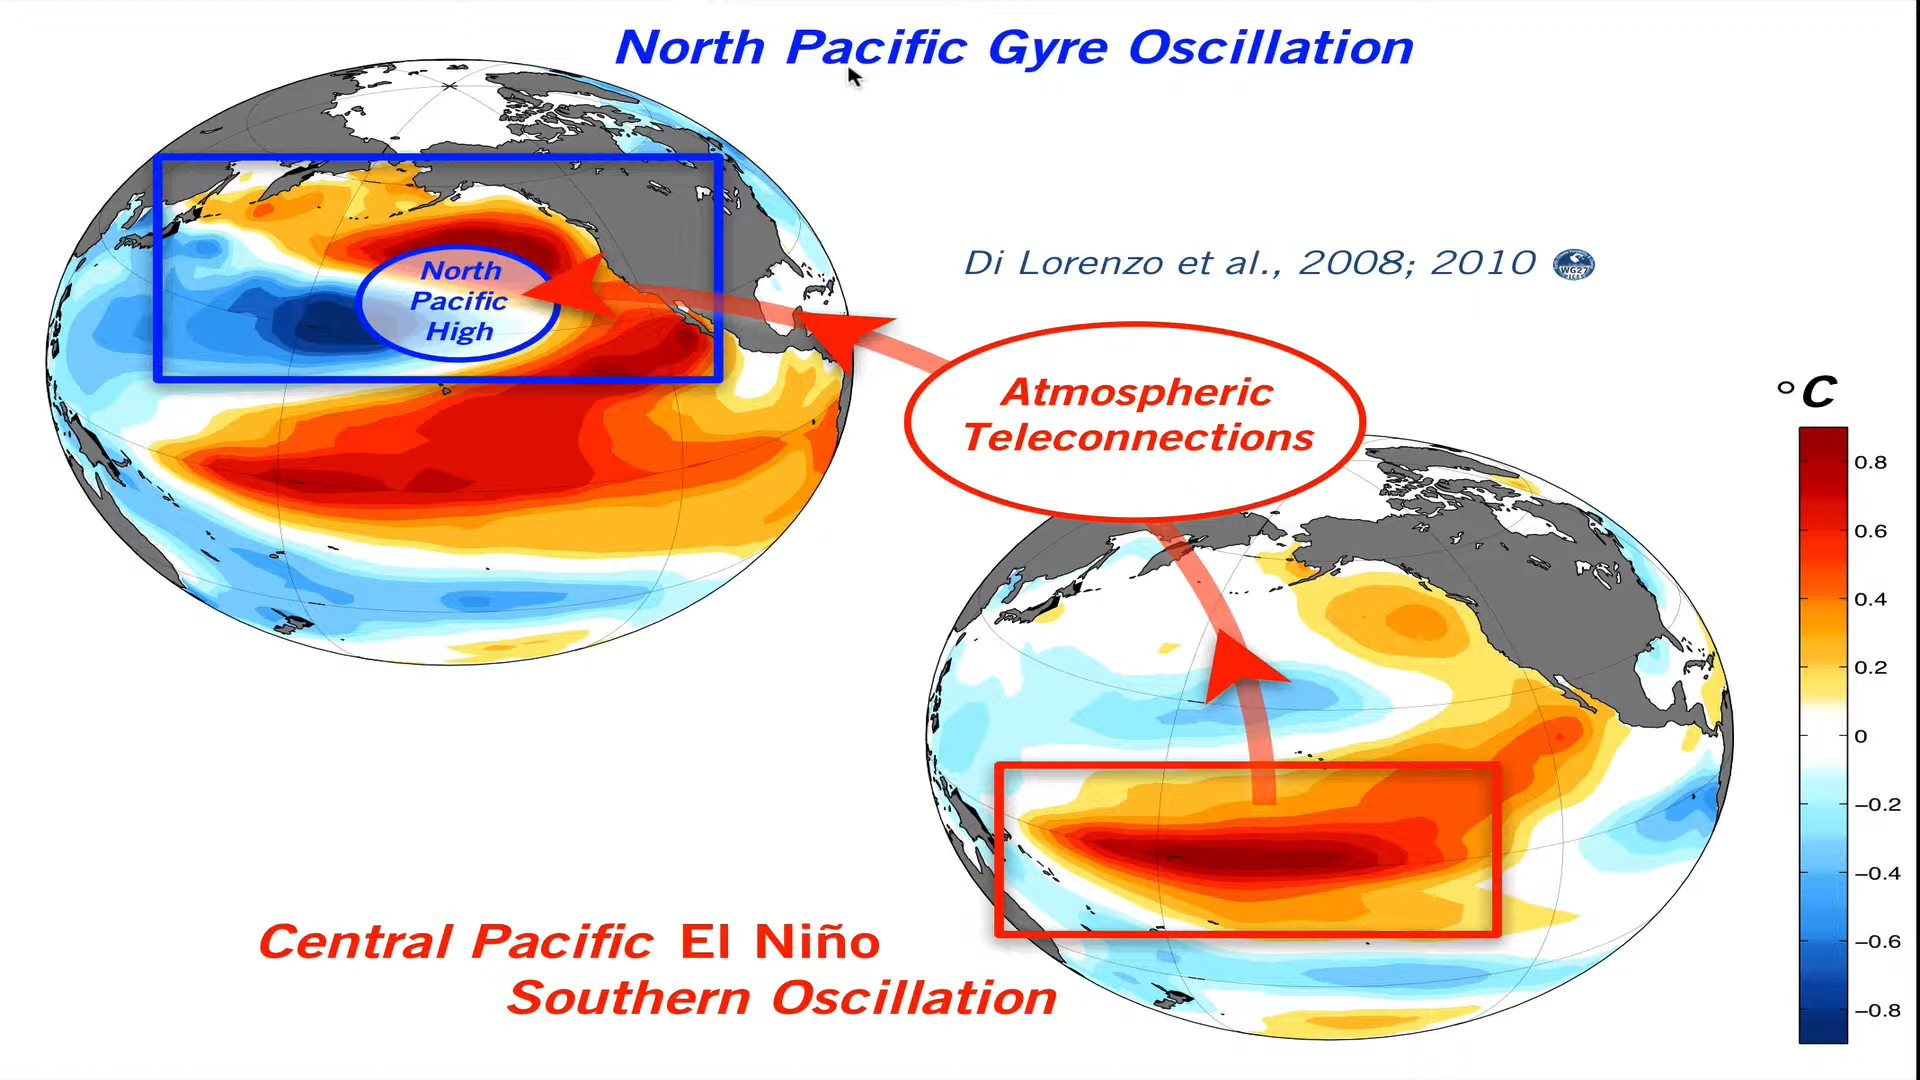 North Pacific Gyre Oscillation
North
Pacific
High
Di Lorenzo et al., 2008; 2010
WG27
Atmospheric
Teleconnections
°C
0.8
0.6
0.4
0.2
0
−0.2
−0.4
−0.6
−0.8
Central Pacific El Niño
Southern Oscillation